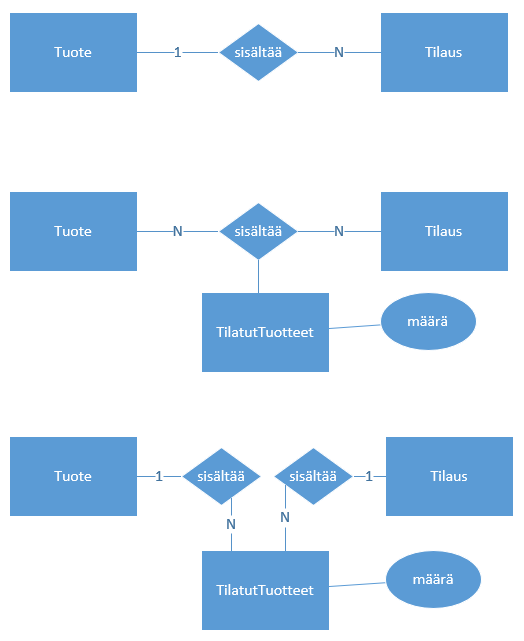 Tuote 1 sisältää N Tilaus
Tuote N sisältää N Tilaus
TilatutTuotteet määrä
Tuote 1 sisältää sisältää 1 Tilaus
N N
TilatutTuotteet määrä